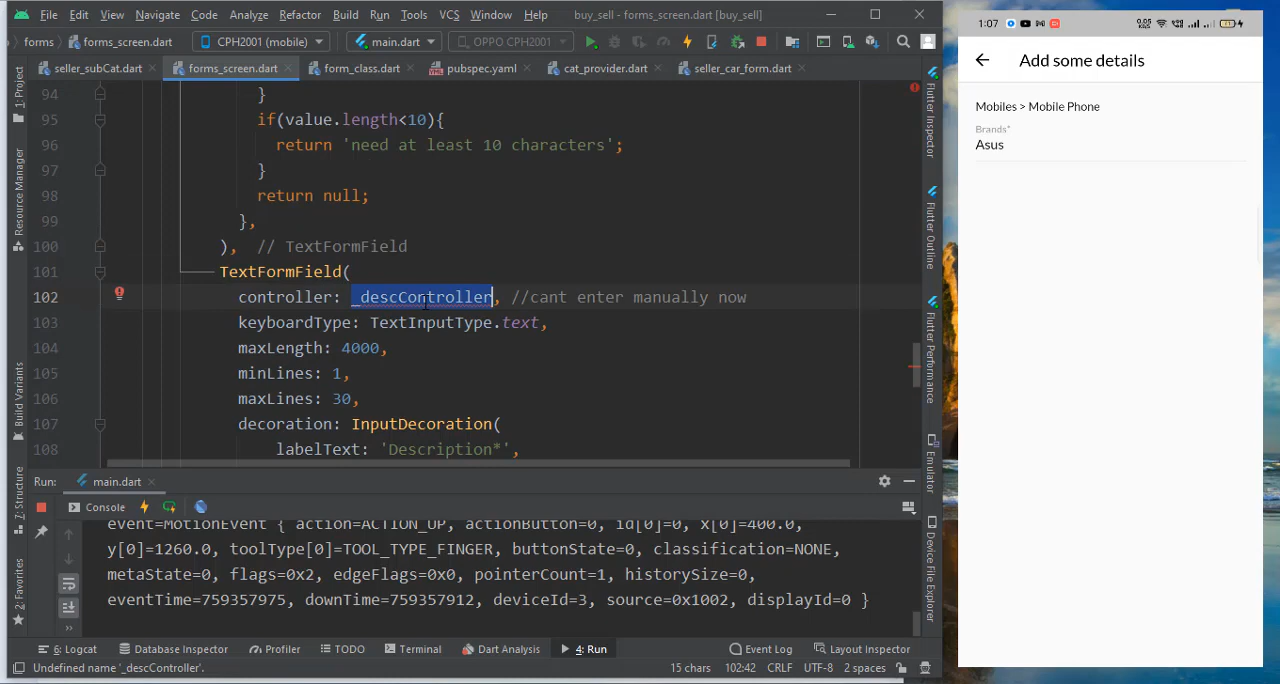 File Edit View Navigate Code Analyze Refactor Build Run Tools VCS Window Help buy_sell - forms_screen.dart [buy_sell]
forms forms_screen.dart CPH2001 (mobile) main.dart OPPO CPH2001
seller_subCat.dart forms_screen.dart form_class.dart pubspec.yaml cat_provider.dart seller_car_form.dart
94 }
95 if(value.length<10){
96 return 'need at least 10 characters';
97 }
98 return null;
99 },
100 ), // TextFormField
101 TextFormField(
102 controller: _descController, //cant enter manually now
103 keyboardType: TextInputType.text,
104 maxLength: 4000,
105 minLines: 1,
106 maxLines: 30,
107 decoration: InputDecoration(
108 labelText: 'Description*',
Run: main.dart
Console
event=MotionEvent { action=ACTION_UP, actionButton=0, id[0]=0, x[0]=400.0,
y[0]=1260.0, toolType[0]=TOOL_TYPE_FINGER, buttonState=0, classification=NONE,
metaState=0, flags=0x2, edgeFlags=0x0, pointerCount=1, historySize=0,
eventTime=759357975, downTime=759357912, deviceId=3, source=0x1002, displayId=0 }
6: Logcat Database Inspector Profiler TODO Terminal Dart Analysis 4: Run Event Log Layout Inspector
Undefined name '_descController'. 15 chars 102:42 CRLF UTF-8 2 spaces
1: Project
Resource Manager
Build Variants
7: Structure
2: Favorites
Flutter Inspector
Flutter Outline
Flutter Performance
Emulator
Device File Explorer
1:07
Add some details
Mobiles > Mobile Phone
Brands*
Asus